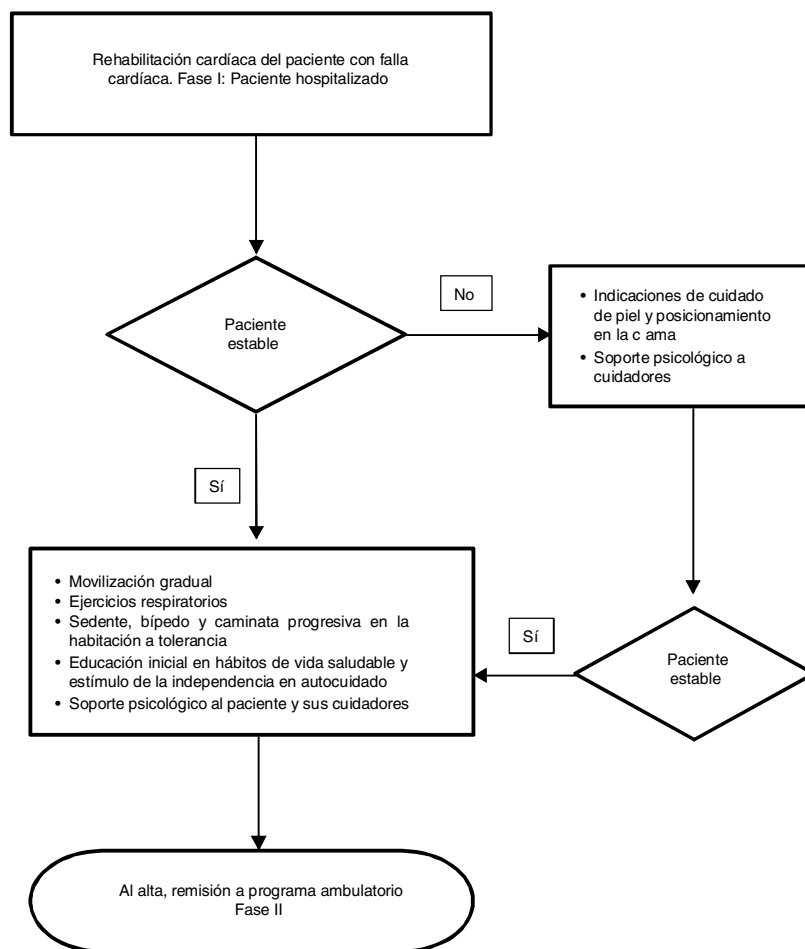 Rehabilitación cardíaca del paciente con falla
cardíaca. Fase I: Paciente hospitalizado
Paciente
estable
No
• Indicaciones de cuidado
de piel y posicionamiento
en la c ama
• Soporte psicológico a
cuidadores
Sí
• Movilización gradual
• Ejercicios respiratorios
• Sedente, bípedo y caminata progresiva en la
habitación a tolerancia
• Educación inicial en hábitos de vida saludable y
estímulo de la independencia en autocuidado
• Soporte psicológico al paciente y sus cuidadores
Sí
Paciente
estable
Al alta, remisión a programa ambulatorio
Fase II